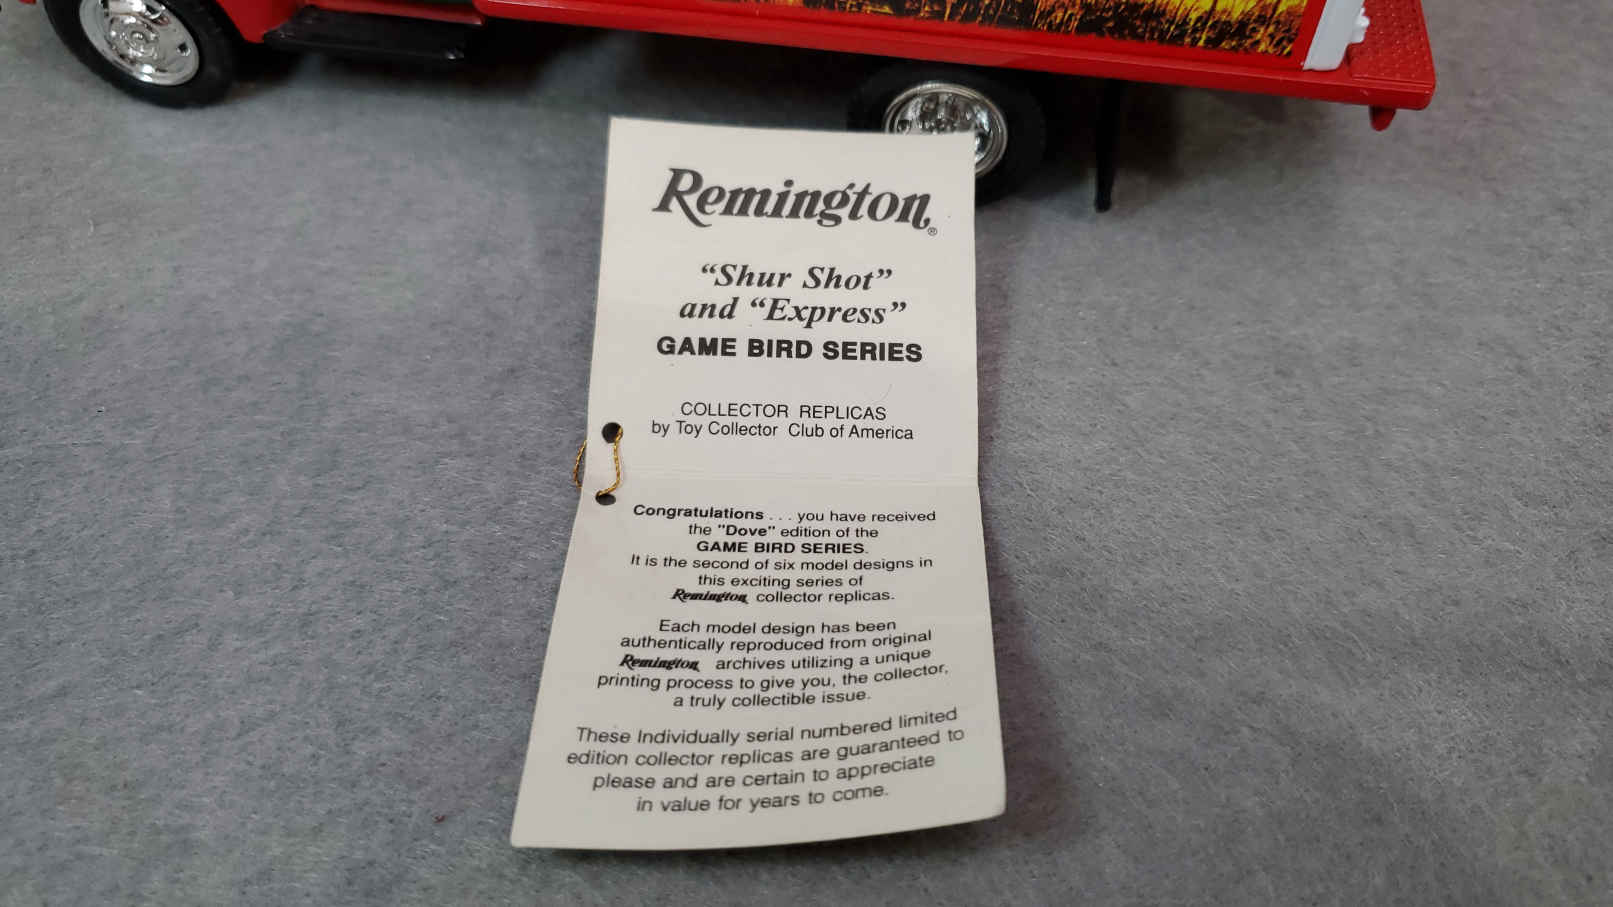 Remington®
“Shur Shot”
and “Express”
GAME BIRD SERIES
COLLECTOR REPLICAS
by Toy Collector Club of America
Congratulations . . . you have received
the "Dove" edition of the
GAME BIRD SERIES.
It is the second of six model designs in
this exciting series of
Remington collector replicas.
Each model design has been
authentically reproduced from original
Remington archives utilizing a unique
printing process to give you, the collector,
a truly collectible issue.
These Individually serial numbered limited
edition collector replicas are guaranteed to
please and are certain to appreciate
in value for years to come.